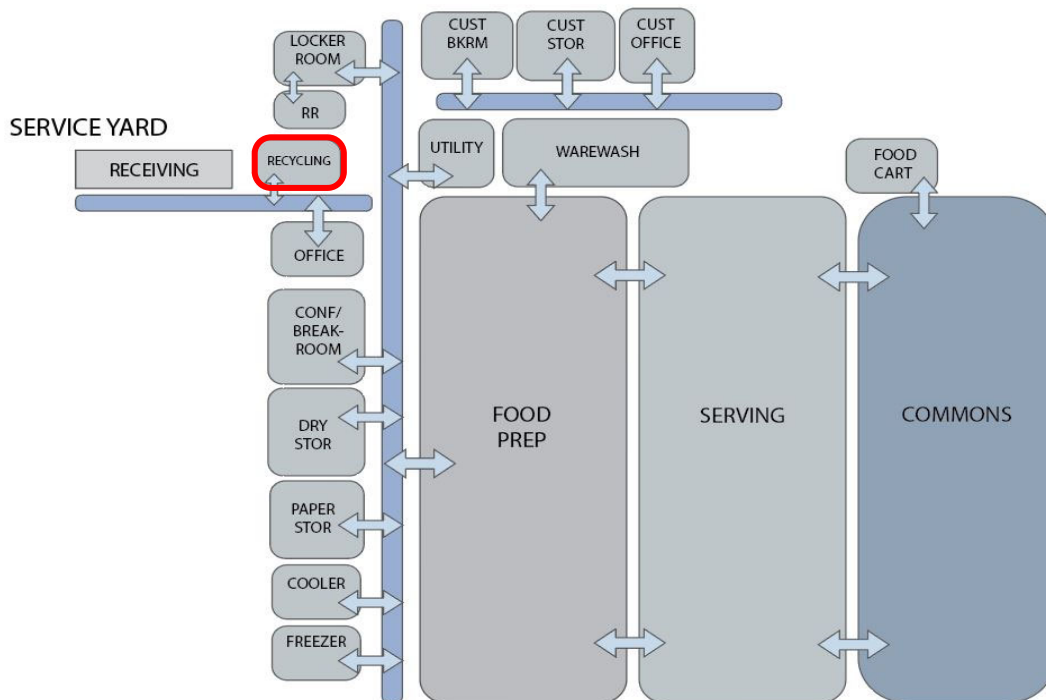 LOCKER
ROOM
CUST
BKRM
CUST
STOR
CUST
OFFICE
RR
SERVICE YARD
RECEIVING
RECYCLING
UTILITY
WAREWASH
FOOD
CART
OFFICE
CONF/
BREAK-
ROOM
DRY
STOR
FOOD
PREP
SERVING
COMMONS
PAPER
STOR
COOLER
FREEZER